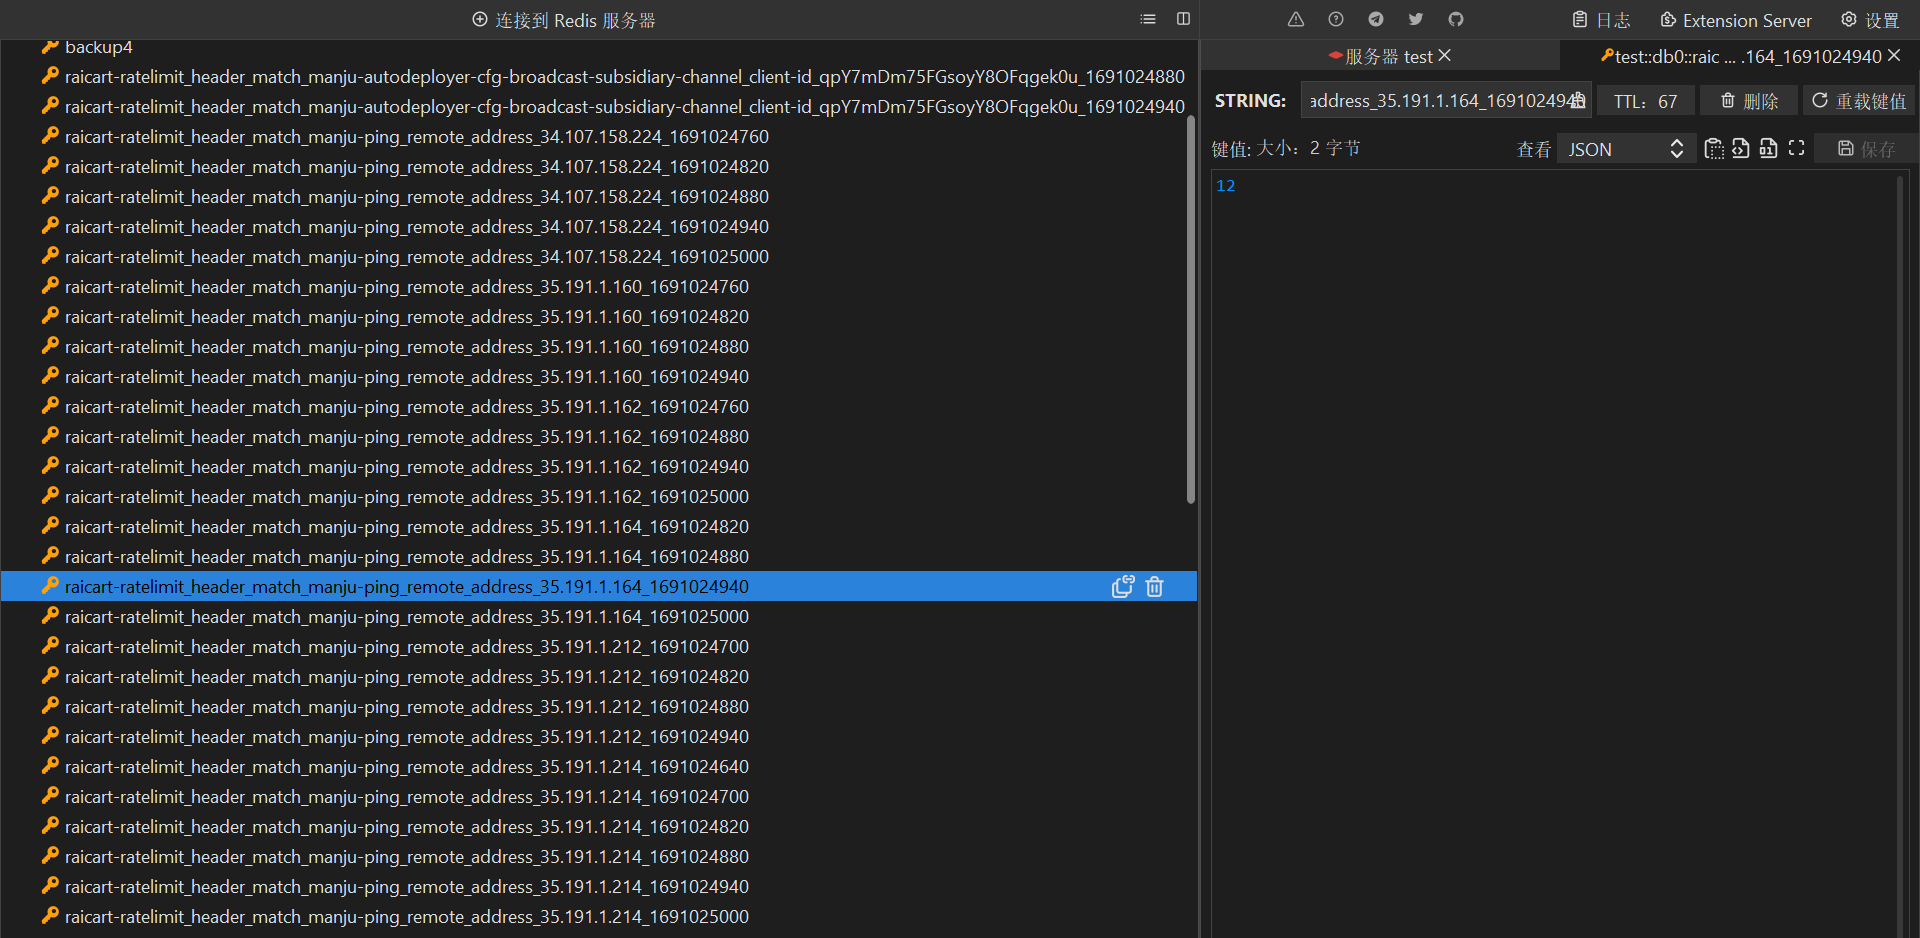 连接到 Redis 服务器
日志
Extension Server
设置
backup4
raicart-ratelimit_header_match_manju-autodeployer-cfg-broadcast-subsidiary-channel_client-id_qpY7mDm75FGsoyY8OFqgek0u_1691024880
raicart-ratelimit_header_match_manju-autodeployer-cfg-broadcast-subsidiary-channel_client-id_qpY7mDm75FGsoyY8OFqgek0u_1691024940
raicart-ratelimit_header_match_manju-ping_remote_address_34.107.158.224_1691024760
raicart-ratelimit_header_match_manju-ping_remote_address_34.107.158.224_1691024820
raicart-ratelimit_header_match_manju-ping_remote_address_34.107.158.224_1691024880
raicart-ratelimit_header_match_manju-ping_remote_address_34.107.158.224_1691024940
raicart-ratelimit_header_match_manju-ping_remote_address_34.107.158.224_1691025000
raicart-ratelimit_header_match_manju-ping_remote_address_35.191.1.160_1691024760
raicart-ratelimit_header_match_manju-ping_remote_address_35.191.1.160_1691024820
raicart-ratelimit_header_match_manju-ping_remote_address_35.191.1.160_1691024880
raicart-ratelimit_header_match_manju-ping_remote_address_35.191.1.160_1691024940
raicart-ratelimit_header_match_manju-ping_remote_address_35.191.1.162_1691024760
raicart-ratelimit_header_match_manju-ping_remote_address_35.191.1.162_1691024880
raicart-ratelimit_header_match_manju-ping_remote_address_35.191.1.162_1691024940
raicart-ratelimit_header_match_manju-ping_remote_address_35.191.1.162_1691025000
raicart-ratelimit_header_match_manju-ping_remote_address_35.191.1.164_1691024820
raicart-ratelimit_header_match_manju-ping_remote_address_35.191.1.164_1691024880
raicart-ratelimit_header_match_manju-ping_remote_address_35.191.1.164_1691024940
raicart-ratelimit_header_match_manju-ping_remote_address_35.191.1.164_1691025000
raicart-ratelimit_header_match_manju-ping_remote_address_35.191.1.212_1691024700
raicart-ratelimit_header_match_manju-ping_remote_address_35.191.1.212_1691024820
raicart-ratelimit_header_match_manju-ping_remote_address_35.191.1.212_1691024880
raicart-ratelimit_header_match_manju-ping_remote_address_35.191.1.212_1691024940
raicart-ratelimit_header_match_manju-ping_remote_address_35.191.1.214_1691024640
raicart-ratelimit_header_match_manju-ping_remote_address_35.191.1.214_1691024700
raicart-ratelimit_header_match_manju-ping_remote_address_35.191.1.214_1691024820
raicart-ratelimit_header_match_manju-ping_remote_address_35.191.1.214_1691024880
raicart-ratelimit_header_match_manju-ping_remote_address_35.191.1.214_1691024940
raicart-ratelimit_header_match_manju-ping_remote_address_35.191.1.214_1691025000
服务器 test
test::db0::raic ... .164_1691024940
STRING:
address_35.191.1.164_1691024940
TTL: 67
删除
重载键值
键值: 大小: 2 字节
查看
JSON
保存
12